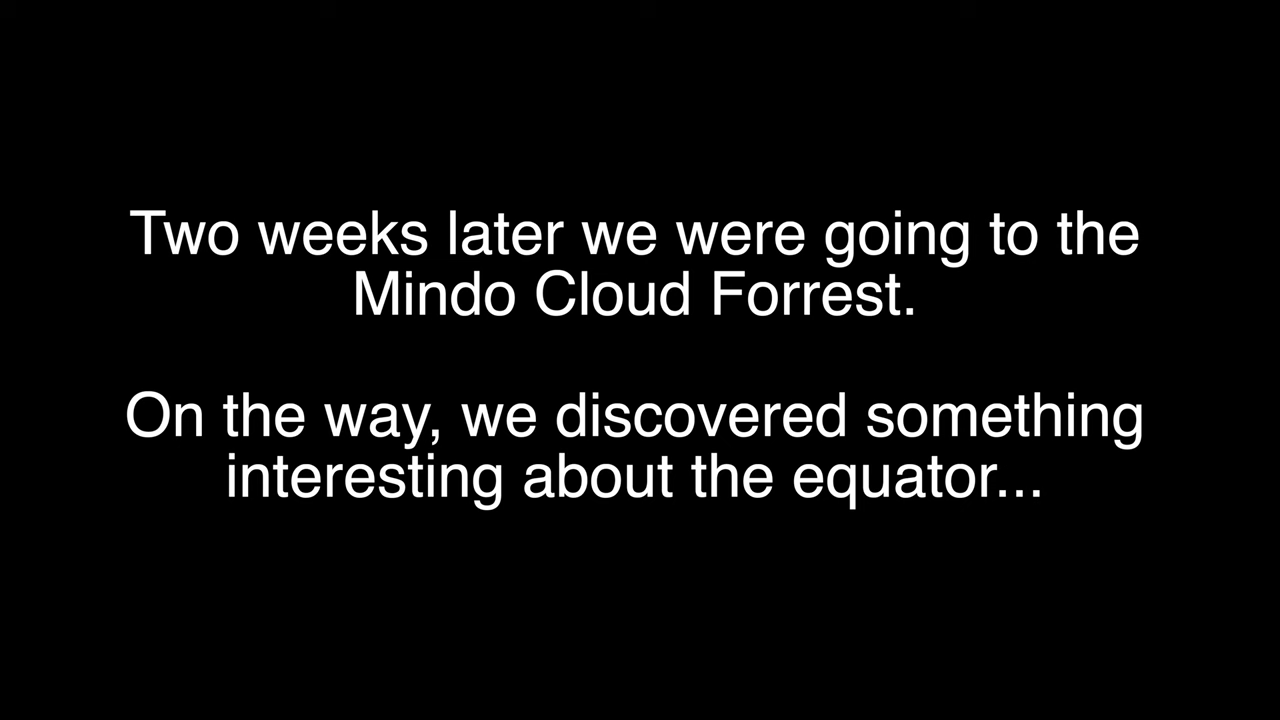 Two weeks later we were going to the
Mindo Cloud Forrest.
On the way, we discovered something
interesting about the equator...